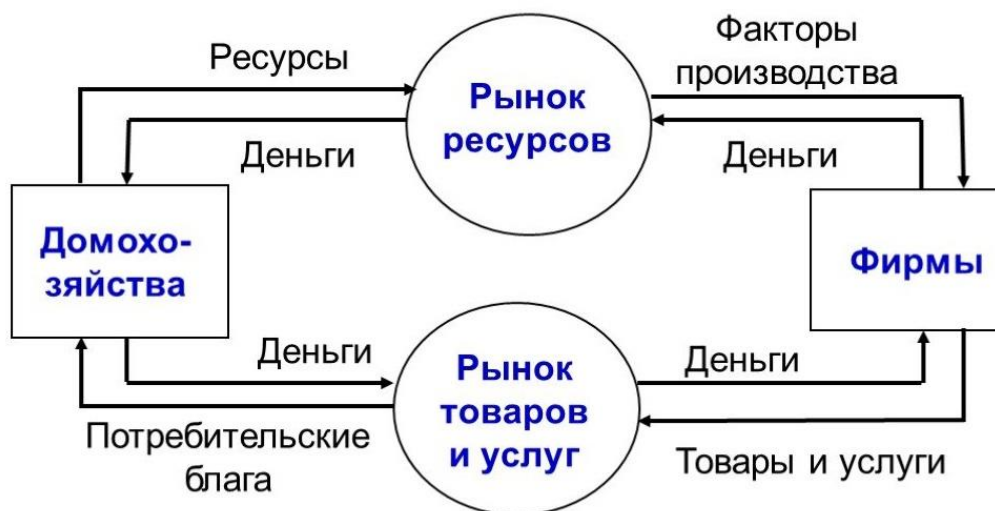 Ресурсы
Факторы
производства
Рынок
ресурсов
Деньги
Деньги
Домохо-
зяйства
Фирмы
Деньги
Рынок
товаров
и услуг
Деньги
Потребительские
блага
Товары и услуги